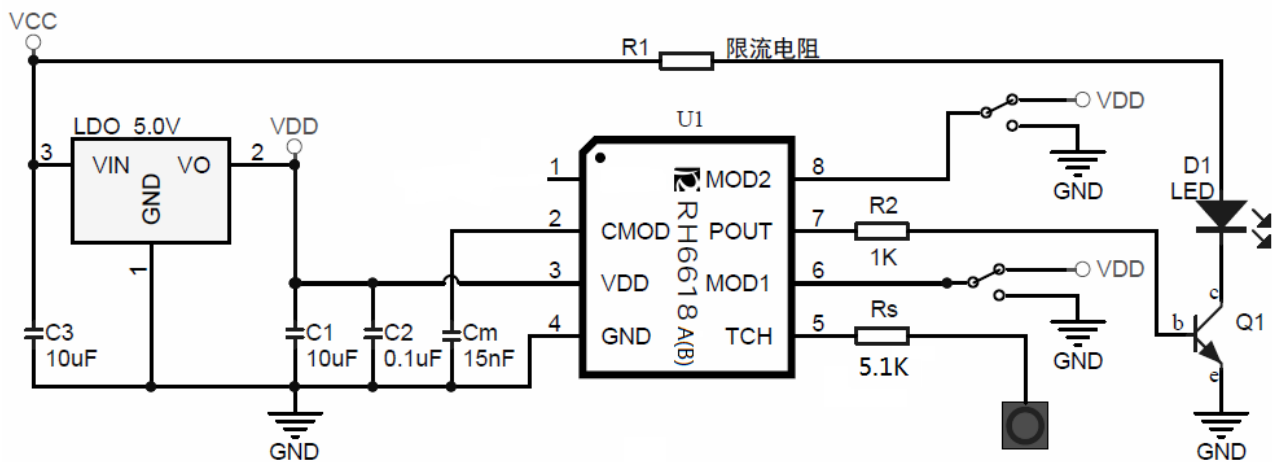 VCC
R1 限流电阻
LDO 5.0V
VDD
3 VIN VO 2
GND
1
C3
10uF
C1
10uF
C2
0.1uF
Cm
15nF
GND
U1
1
2 CMOD
3 VDD
4 GND
RH6618A(B)
MOD2 8
POUT 7
MOD1 6
TCH 5
VDD
GND
R2
1K
VDD
GND
Rs
5.1K
D1
LED
c
b
e
Q1
GND